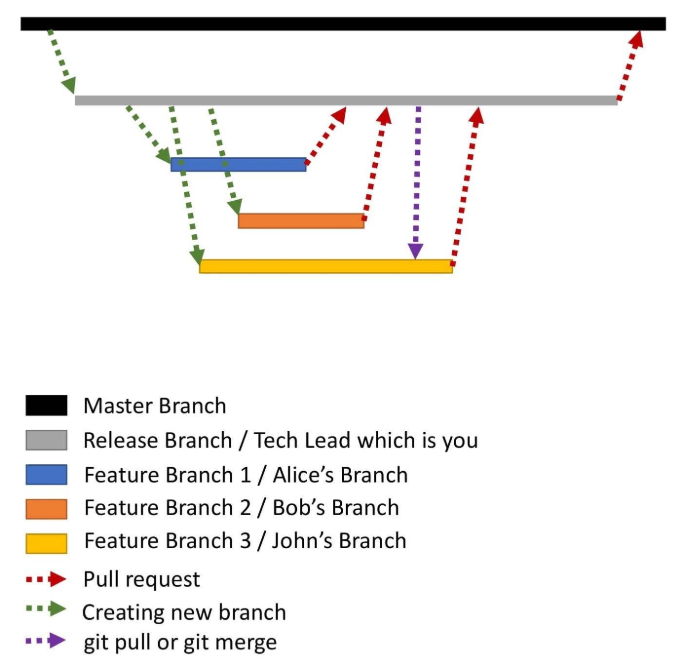 Master Branch
Release Branch / Tech Lead which is you
Feature Branch 1 / Alice's Branch
Feature Branch 2 / Bob's Branch
Feature Branch 3 / John's Branch
Pull request
Creating new branch
git pull or git merge